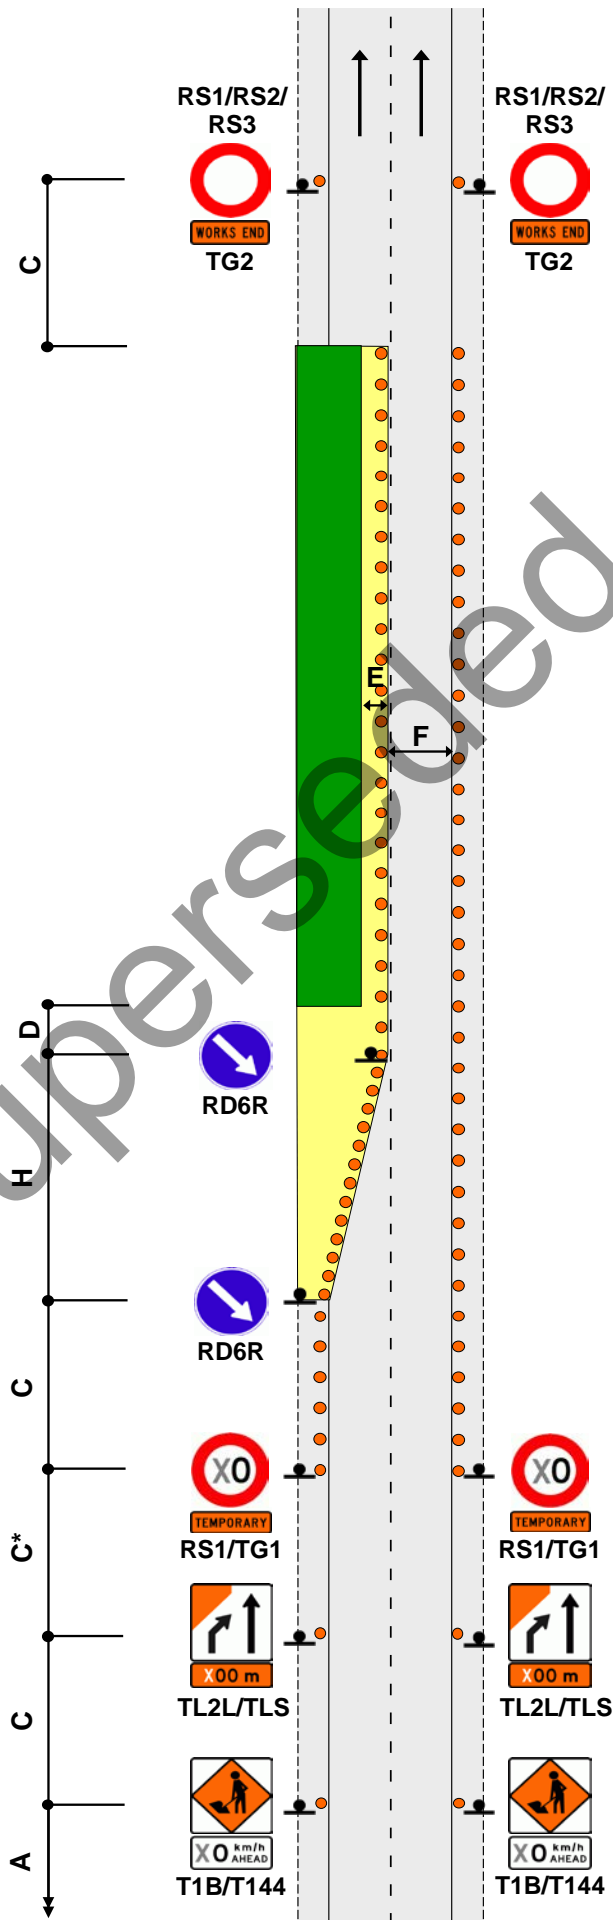 RS1/RS2/
RS3
RS1/RS2/
RS3
WORKS END
TG2
WORKS END
TG2
C
E
F
D
RD6R
H
RD6R
C
X0
TEMPORARY
RS1/TG1
X0
TEMPORARY
RS1/TG1
C*
X00 m
TL2L/TLS
X00 m
TL2L/TLS
C
X0 km/h
AHEAD
T1B/T144
X0 km/h
AHEAD
T1B/T144
A
uperseded